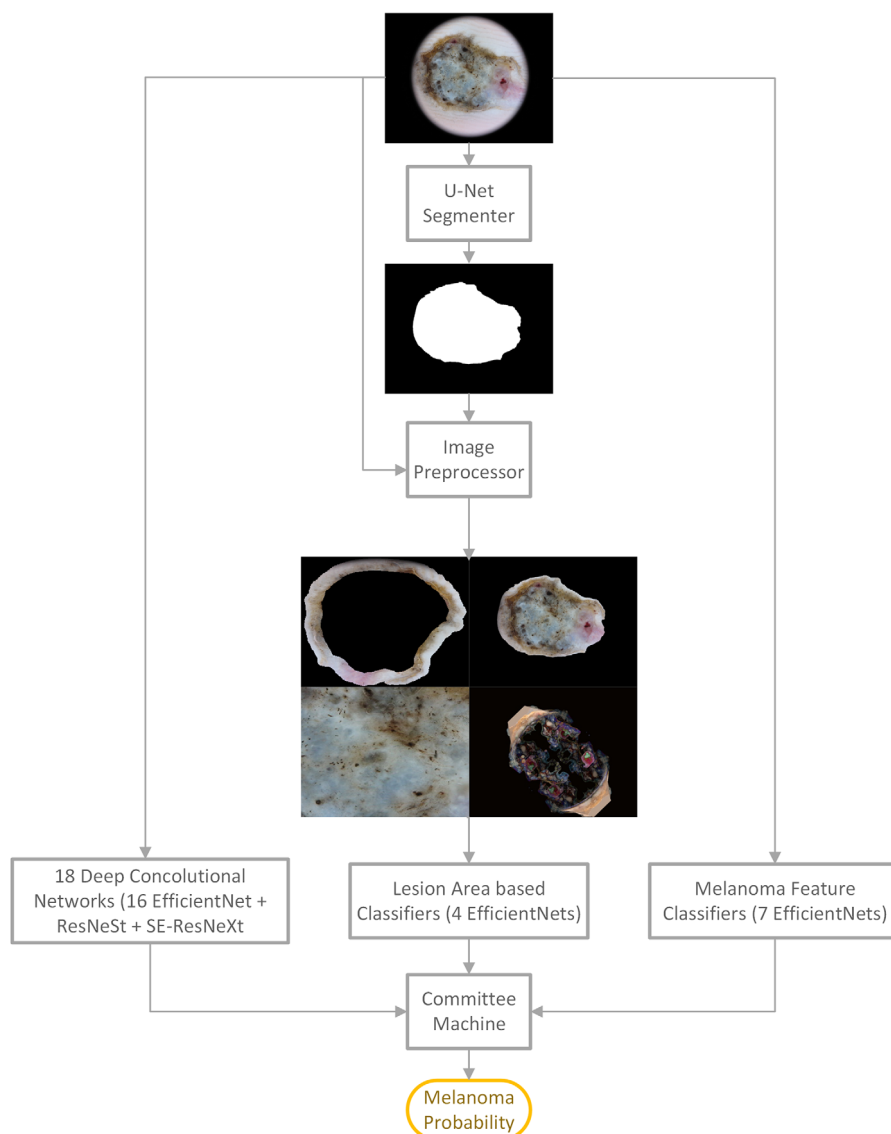 U-Net
Segmenter
Image
Preprocessor
18 Deep Concolutional
Networks (16 EfficientNet +
ResNeSt + SE-ResNeXt
Lesion Area based
Classifiers (4 EfficientNets)
Melanoma Feature
Classifiers (7 EfficientNets)
Committee
Machine
Melanoma
Probability